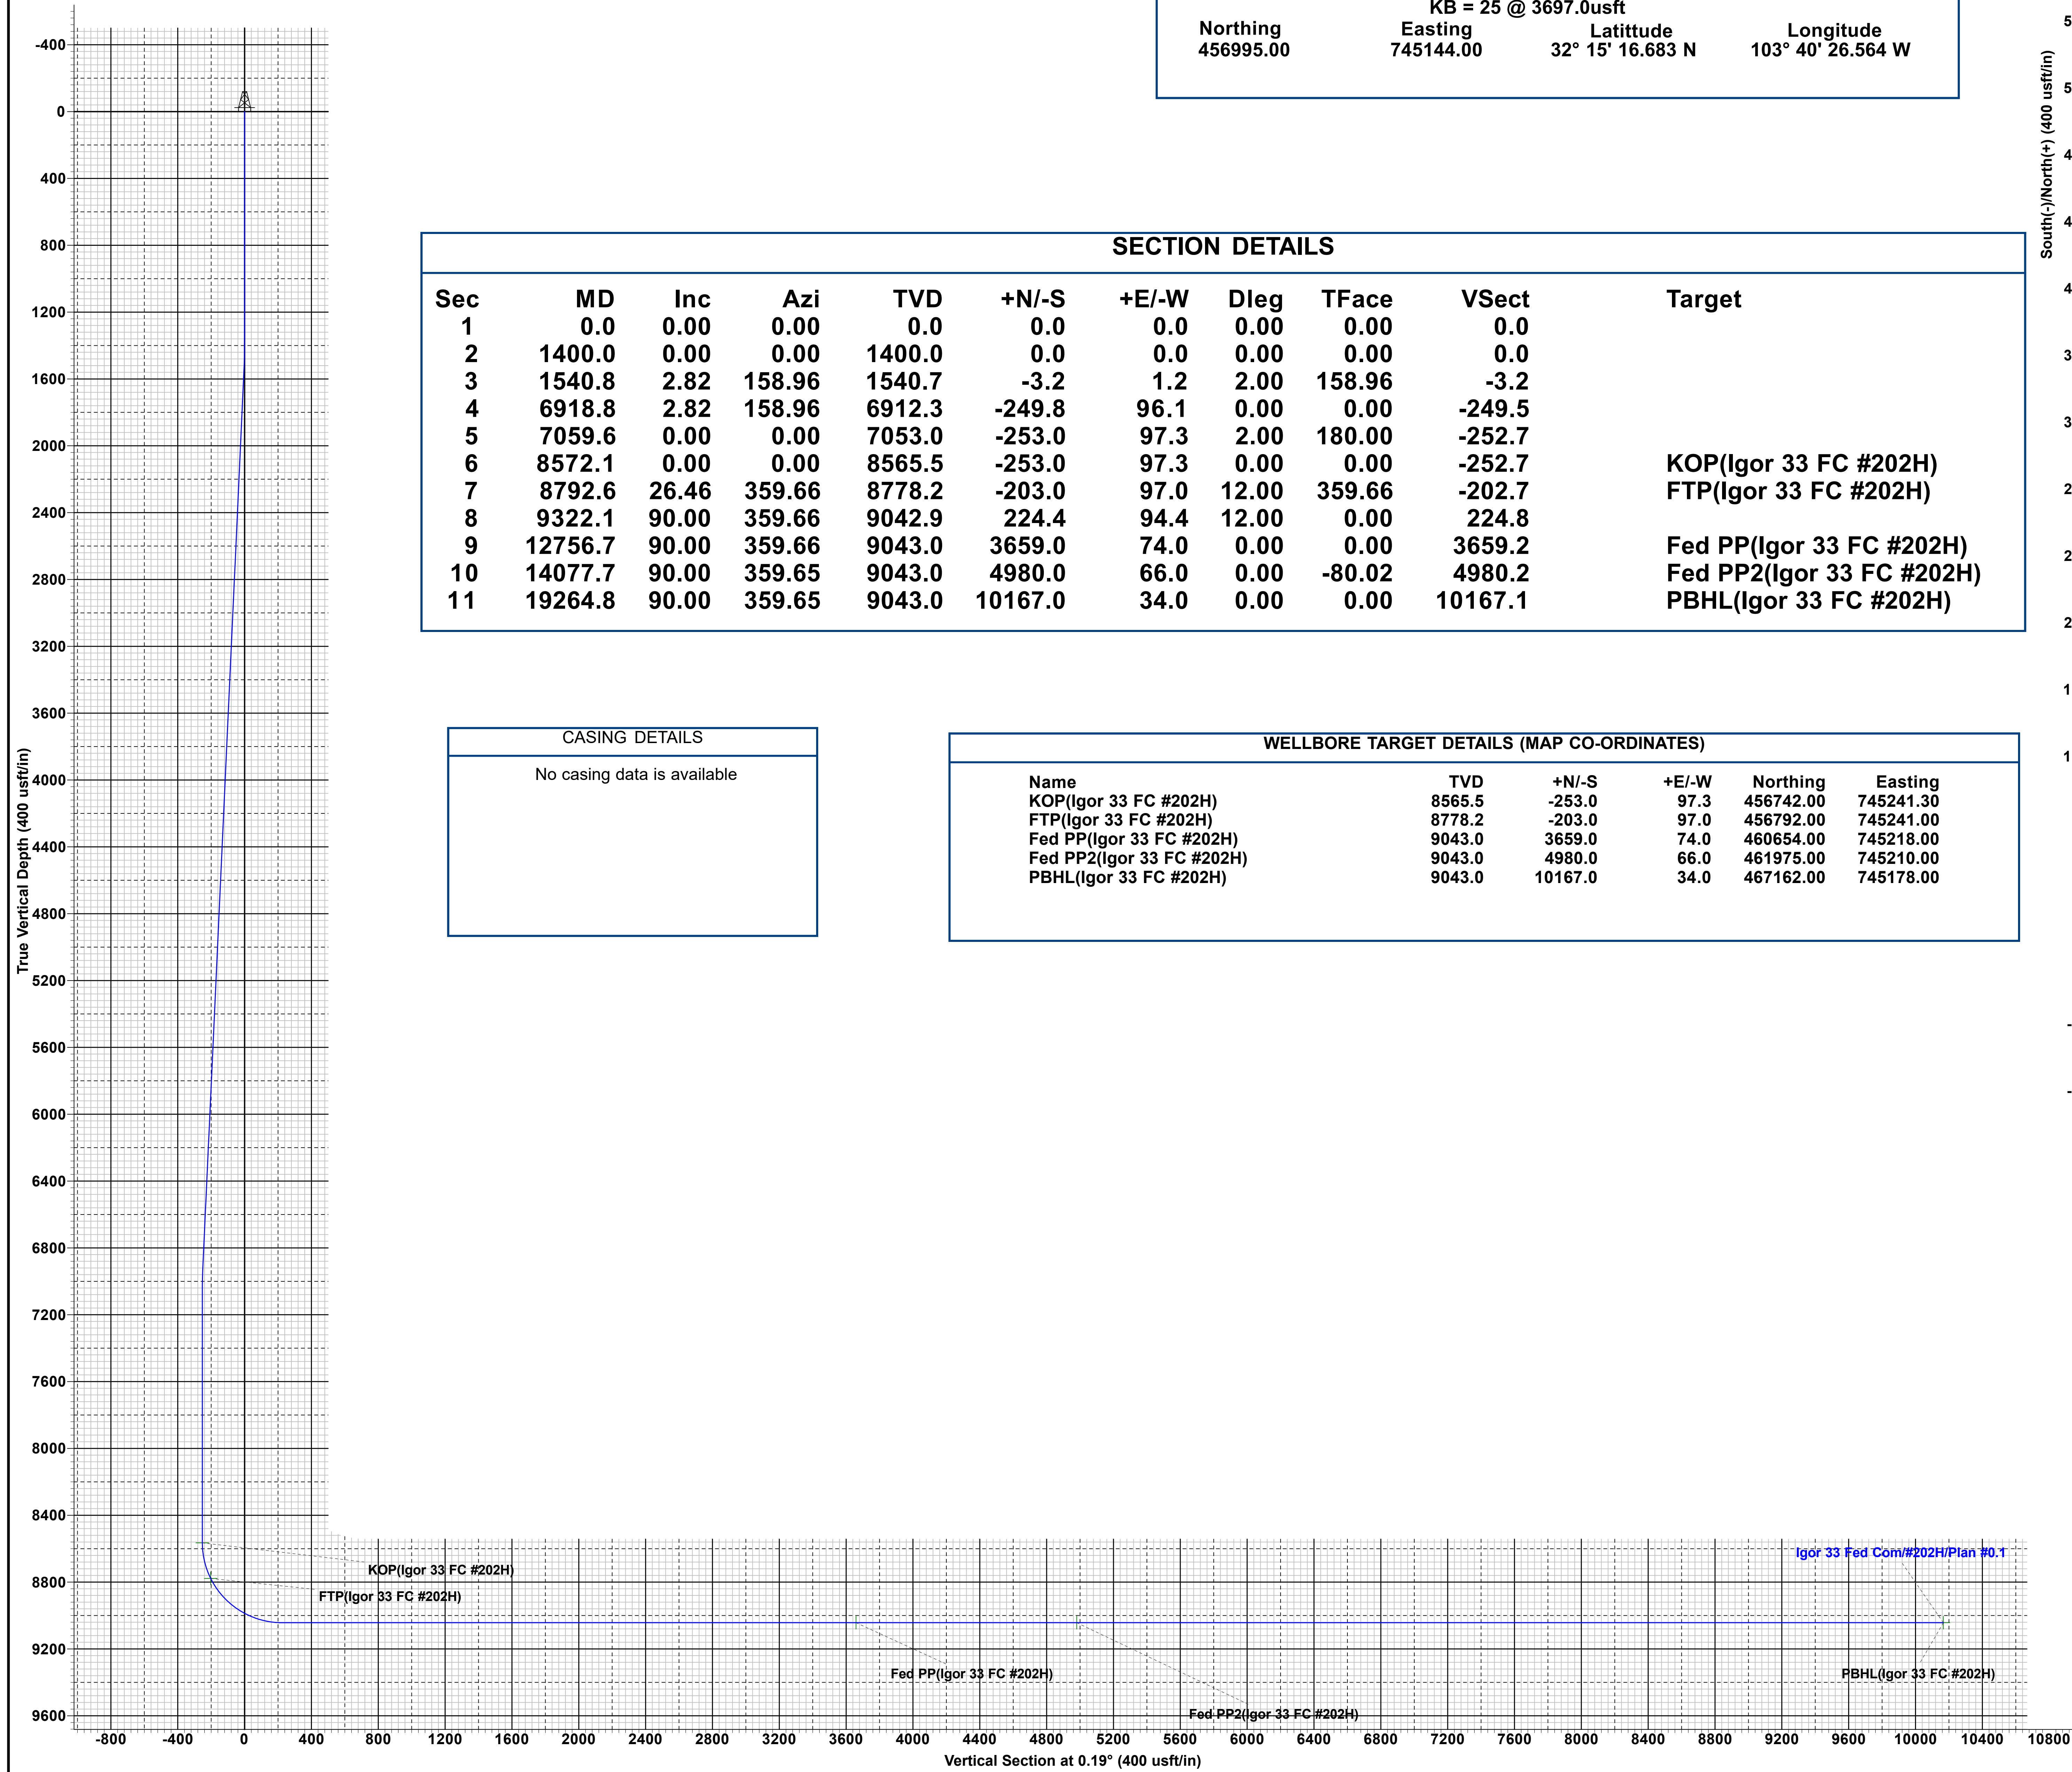 KB = 25 @ 3697.0usft
Northing Easting Latittude Longitude
456995.00 745144.00 32° 15' 16.683 N 103° 40' 26.564 W
South(-)/North(+) (400 usft/in)
SECTION DETAILS
Sec MD Inc Azi TVD +N/-S +E/-W Dleg TFace VSect Target
1 0.0 0.00 0.00 0.0 0.0 0.0 0.00 0.00 0.0
2 1400.0 0.00 0.00 1400.0 0.0 0.0 0.00 0.00 0.0
3 1540.8 2.82 158.96 1540.7 -3.2 1.2 2.00 158.96 -3.2
4 6918.8 2.82 158.96 6912.3 -249.8 96.1 0.00 0.00 -249.5
5 7059.6 0.00 0.00 7053.0 -253.0 97.3 2.00 180.00 -252.7
6 8572.1 0.00 0.00 8565.5 -253.0 97.3 0.00 0.00 -252.7 KOP(Igor 33 FC #202H)
7 8792.6 26.46 359.66 8778.2 -203.0 97.0 12.00 359.66 -202.7 FTP(Igor 33 FC #202H)
8 9322.1 90.00 359.66 9042.9 224.4 94.4 12.00 0.00 224.8
9 12756.7 90.00 359.66 9043.0 3659.0 74.0 0.00 0.00 3659.2 Fed PP(Igor 33 FC #202H)
10 14077.7 90.00 359.65 9043.0 4980.0 66.0 0.00 -80.02 4980.2 Fed PP2(Igor 33 FC #202H)
11 19264.8 90.00 359.65 9043.0 10167.0 34.0 0.00 0.00 10167.1 PBHL(Igor 33 FC #202H)
CASING DETAILS
No casing data is available
WELLBORE TARGET DETAILS (MAP CO-ORDINATES)
Name TVD +N/-S +E/-W Northing Easting
KOP(Igor 33 FC #202H) 8565.5 -253.0 97.3 456742.00 745241.30
FTP(Igor 33 FC #202H) 8778.2 -203.0 97.0 456792.00 745241.00
Fed PP(Igor 33 FC #202H) 9043.0 3659.0 74.0 460654.00 745218.00
Fed PP2(Igor 33 FC #202H) 9043.0 4980.0 66.0 461975.00 745210.00
PBHL(Igor 33 FC #202H) 9043.0 10167.0 34.0 467162.00 745178.00
True Vertical Depth (400 usft/in)
-400
0
400
800
1200
1600
2000
2400
2800
3200
3600
4000
4400
4800
5200
5600
6000
6400
6800
7200
7600
8000
8400
8800
9200
9600
Igor 33 Fed Com/#202H/Plan #0.1
KOP(Igor 33 FC #202H)
FTP(Igor 33 FC #202H)
Fed PP(Igor 33 FC #202H)
PBHL(Igor 33 FC #202H)
Fed PP2(Igor 33 FC #202H)
-800 -400 0 400 800 1200 1600 2000 2400 2800 3200 3600 4000 4400 4800 5200 5600 6000 6400 6800 7200 7600 8000 8400 8800 9200 9600 10000 10400 10800
Vertical Section at 0.19° (400 usft/in)